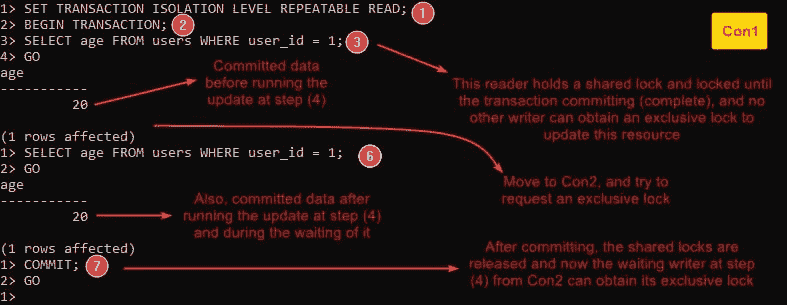 1> SET TRANSACTION ISOLATION LEVEL REPEATABLE READ; 1
2> BEGIN TRANSACTION; 2
3> SELECT age FROM users WHERE user_id = 1; 3
4> GO
age
-----------
20
(1 rows affected)
1> SELECT age FROM users WHERE user_id = 1; 6
2> GO
age
-----------
20
(1 rows affected)
1> COMMIT; 7
2> GO
1>
Con1
Committed data
before running the
update at step (4)
This reader holds a shared lock and locked until
the transaction committing (complete), and no
other writer can obtain an exclusive lock to
update this resource
Move to Con2, and try to
request an exclusive lock
Also, committed data after
running the update at step (4)
and during the waiting of it
After committing, the shared locks are
released and now the waiting writer at step
(4) from Con2 can obtain its exclusive lock